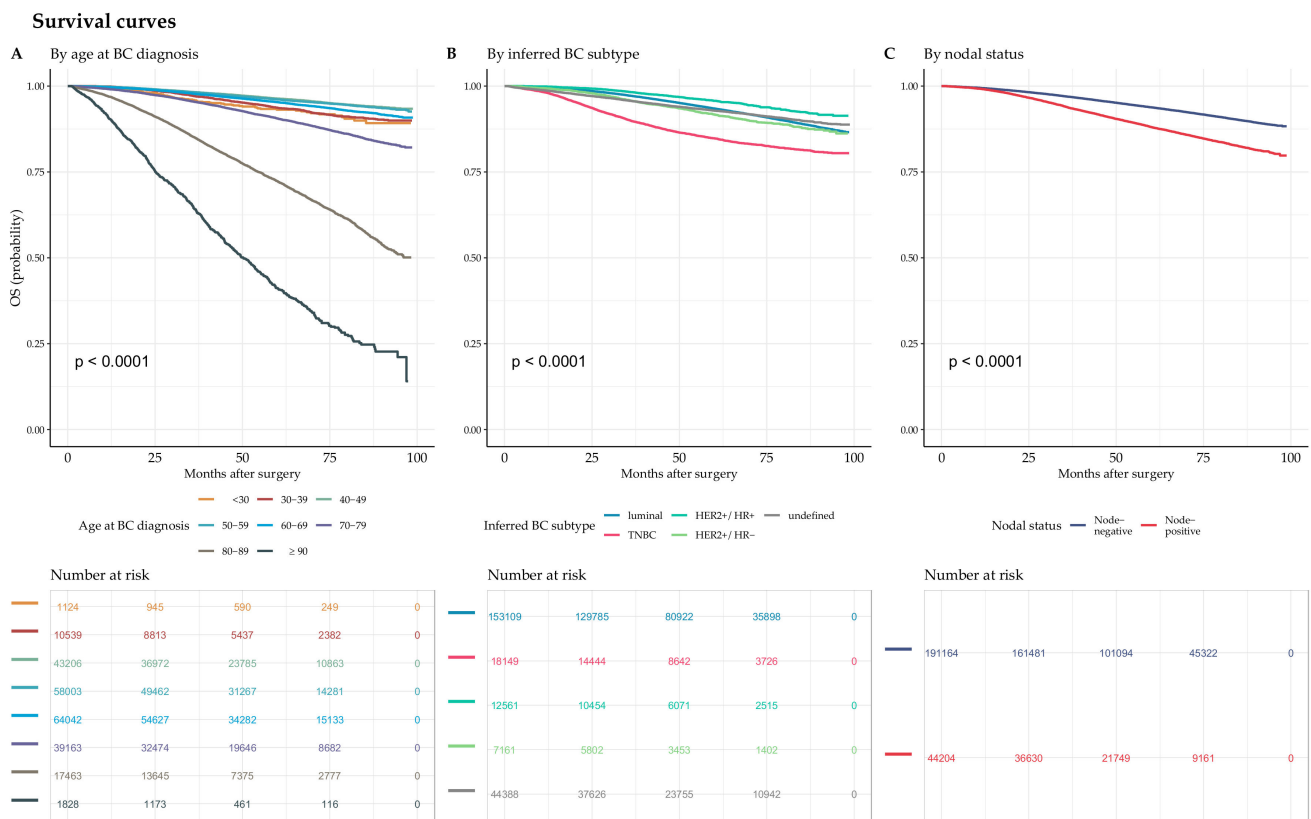 Survival curves
A By age at BC diagnosis
B By inferred BC subtype
C By nodal status
OS (probability)
1.00
0.75
0.50
0.25
0.00
p < 0.0001
0 25 50 75 100
Months after surgery
1.00
0.75
0.50
0.25
0.00
p < 0.0001
0 25 50 75 100
Months after surgery
1.00
0.75
0.50
0.25
0.00
p < 0.0001
0 25 50 75 100
Months after surgery
Age at BC diagnosis
<30 30−39 40−49
50−59 60−69 70−79
80−89 ≥ 90
Inferred BC subtype
luminal HER2+/ HR+ undefined
TNBC HER2+/ HR−
Nodal status
Node−
negative
Node−
positive
Number at risk
1124 945 590 249 0
10539 8813 5437 2382 0
43206 36972 23785 10863 0
58003 49462 31267 14281 0
64042 54627 34282 15133 0
39163 32474 19646 8682 0
17463 13645 7375 2777 0
1828 1173 461 116 0
Number at risk
153109 129785 80922 35898 0
18149 14444 8642 3726 0
12561 10454 6071 2515 0
7161 5802 3453 1402 0
44388 37626 23755 10942 0
Number at risk
191164 161481 101094 45322 0
44204 36630 21749 9161 0